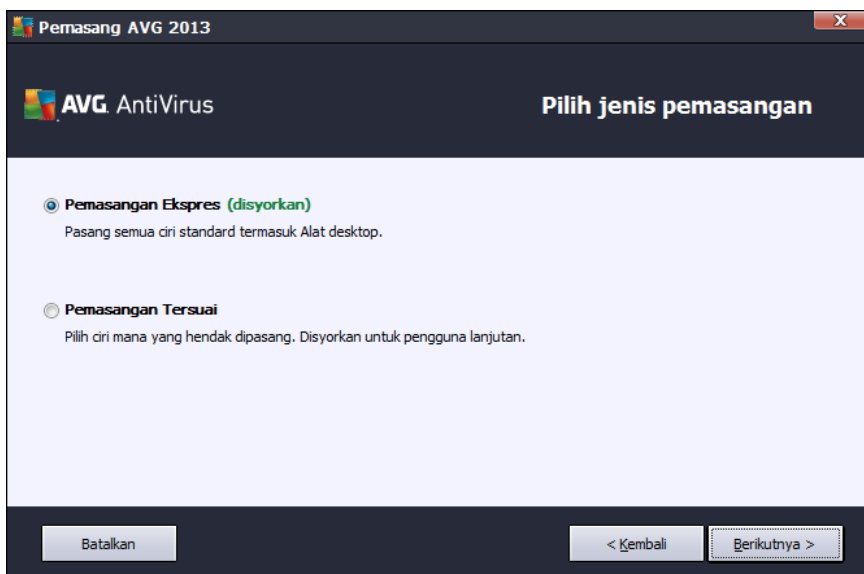 Pemasang AVG 2013
X
AVG. AntiVirus
Pilih jenis pemasangan
Pemasangan Ekspres (disyorkan)
Pasang semua ciri standard termasuk Alat desktop.
Pemasangan Tersuai
Pilih ciri mana yang hendak dipasang. Disyorkan untuk pengguna lanjutan.
Batalkan
< Kembali
Berikutnya >